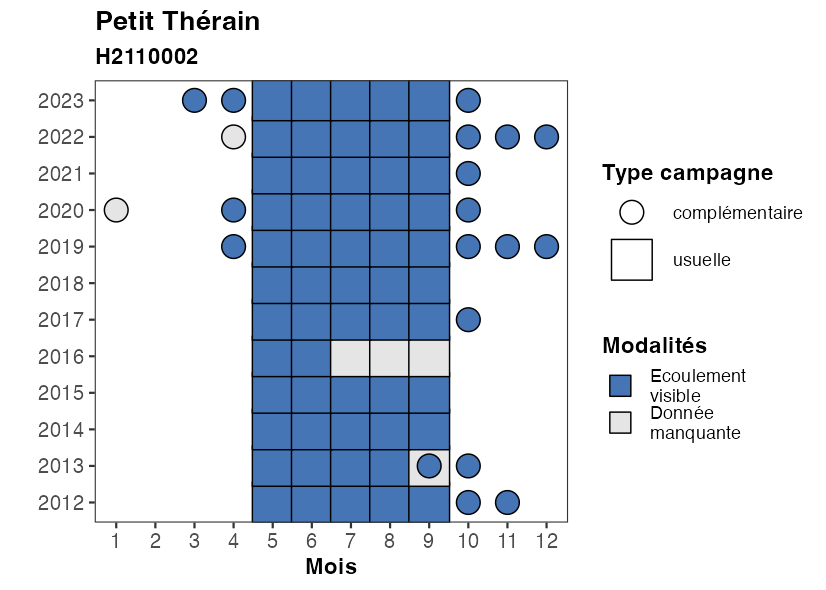 Petit Thérain
H2110002
2023
2022
2021
2020
2019
2018
2017
2016
2015
2014
2013
2012
1 2 3 4 5 6 7 8 9 10 11 12
Mois
Type campagne
complémentaire
usuelle
Modalités
Ecoulement
visible
Donnée
manquante